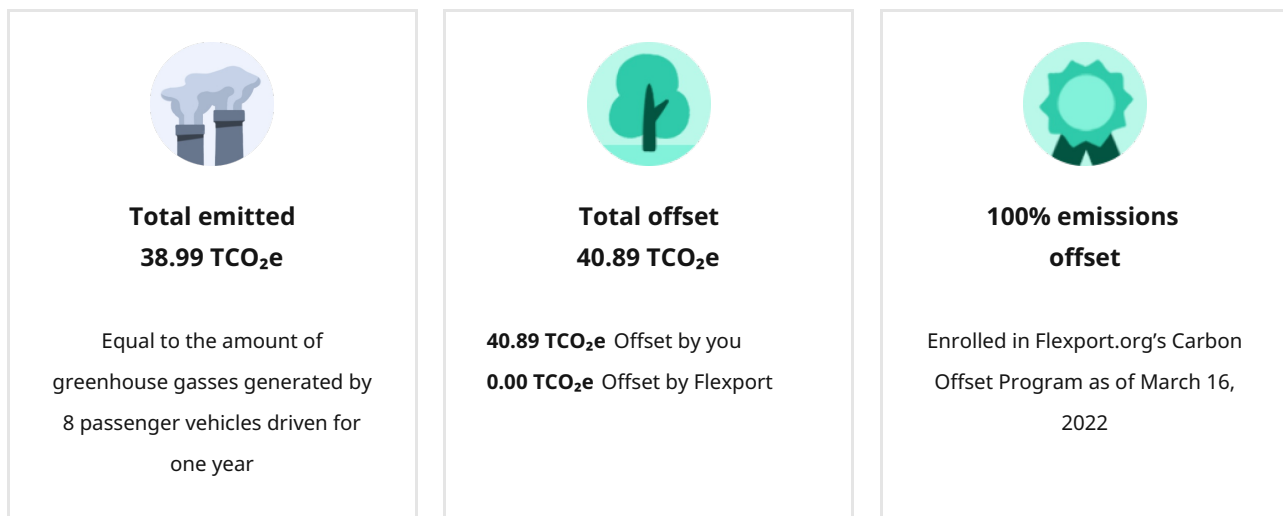 Total emitted
38.99 TCO₂e
Equal to the amount of
greenhouse gasses generated by
8 passenger vehicles driven for
one year
Total offset
40.89 TCO₂e
40.89 TCO₂e Offset by you
0.00 TCO₂e Offset by Flexport
100% emissions
offset
Enrolled in Flexport.org’s Carbon
Offset Program as of March 16,
2022